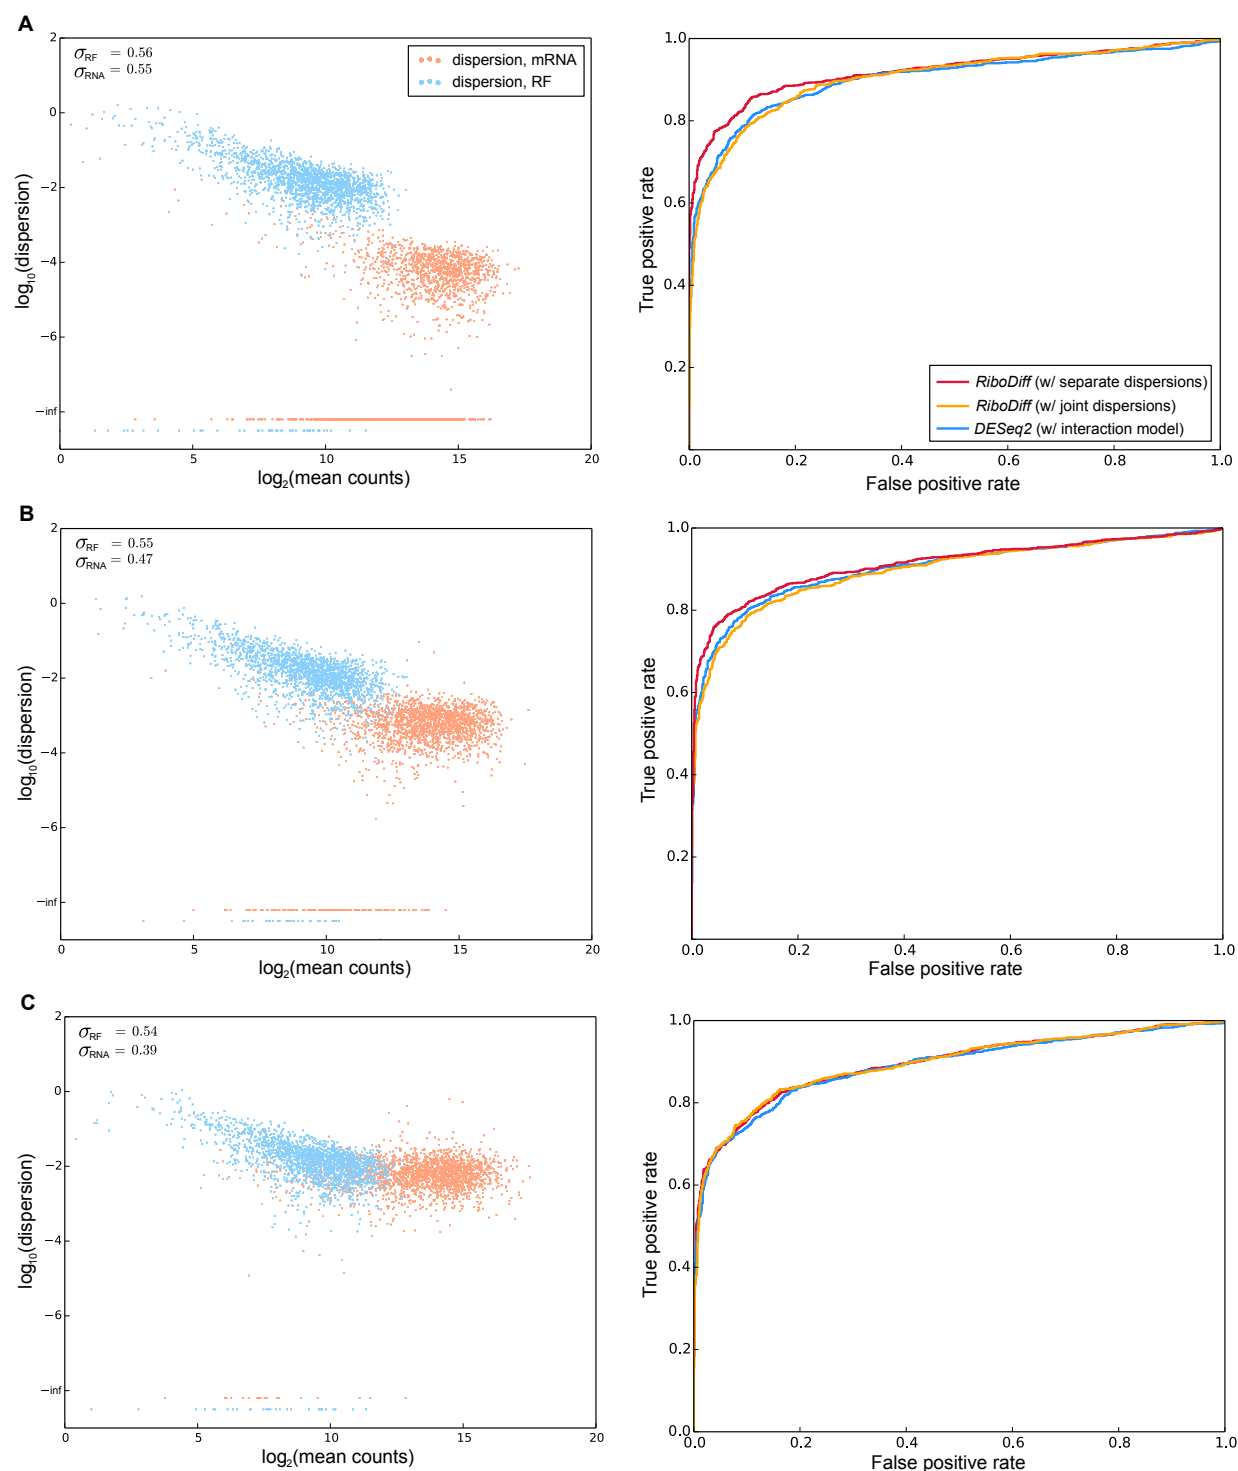 A
σRF = 0.56
σRNA = 0.55
dispersion, mRNA
dispersion, RF
2
0
−2
−4
−6
−inf
log10(dispersion)
0 5 10 15 20
log2(mean counts)
1.0
0.8
0.6
0.4
0.2
True positive rate
RiboDiff (w/ separate dispersions)
RiboDiff (w/ joint dispersions)
DESeq2 (w/ interaction model)
0.0 0.2 0.4 0.6 0.8 1.0
False positive rate
B
σRF = 0.55
σRNA = 0.47
2
0
−2
−4
−6
−inf
log10(dispersion)
0 5 10 15 20
log2(mean counts)
1.0
0.8
0.6
0.4
0.2
True positive rate
0.0 0.2 0.4 0.6 0.8 1.0
False positive rate
C
σRF = 0.54
σRNA = 0.39
2
0
−2
−4
−6
−inf
log10(dispersion)
0 5 10 15 20
log2(mean counts)
1.0
0.8
0.6
0.4
0.2
0.0
True positive rate
0.0 0.2 0.4 0.6 0.8 1.0
False positive rate